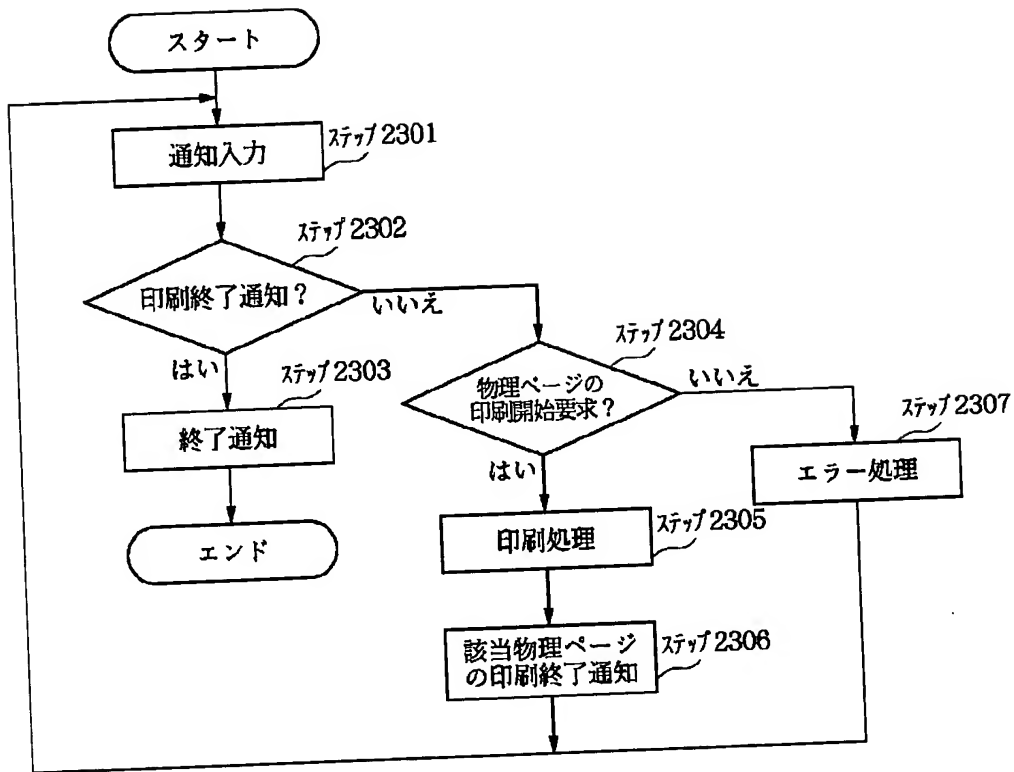 スタート
通知入力
ステップ2301
ステップ2302
印刷終了通知?
いいえ
はい
ステップ2303
終了通知
エンド
ステップ2304
物理ページの
印刷開始要求?
いいえ
はい
ステップ2307
エラー処理
ステップ2305
印刷処理
ステップ2306
該当物理ページ
の印刷終了通知